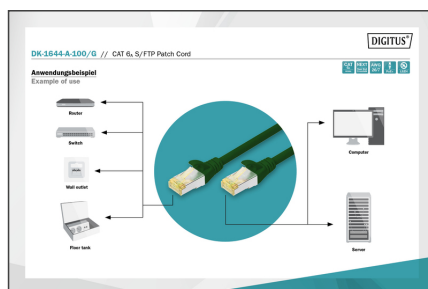 DIGITUS®
DK-1644-A-100/G // CAT 6A S/FTP Patch Cord
Anwendungsbeispiel
Example of use
Router
Switch
Wall outlet
Floor tank
Computer
Server